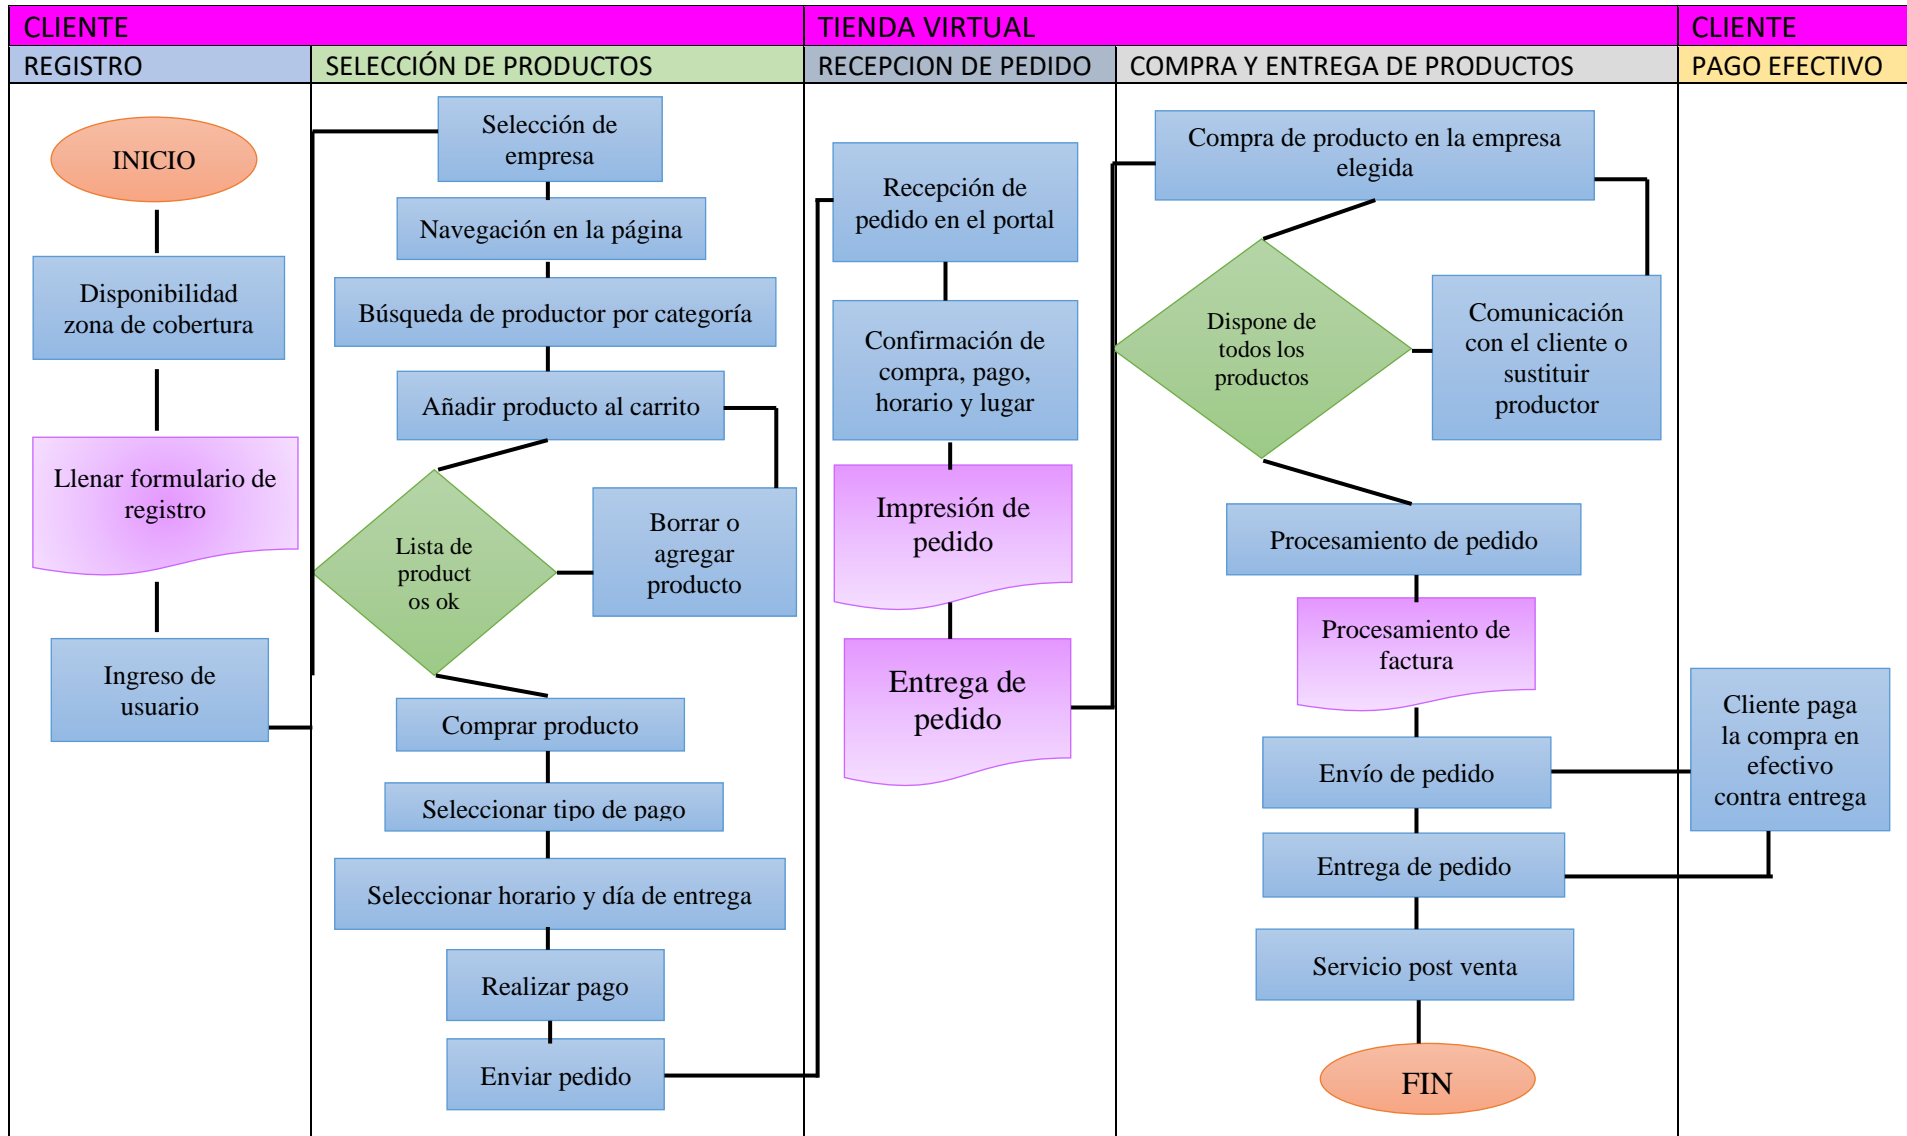 CLIENTE
TIENDA VIRTUAL
CLIENTE
REGISTRO
SELECCIÓN DE PRODUCTOS
RECEPCION DE PEDIDO
COMPRA Y ENTREGA DE PRODUCTOS
PAGO EFECTIVO
INICIO
Disponibilidad
zona de cobertura
Llenar formulario de
registro
Ingreso de
usuario
Selección de
empresa
Navegación en la página
Búsqueda de productor por categoría
Añadir producto al carrito
Lista de
product
os ok
Borrar o
agregar
producto
Comprar producto
Seleccionar tipo de pago
Seleccionar horario y día de entrega
Realizar pago
Enviar pedido
Recepción de
pedido en el portal
Confirmación de
compra, pago,
horario y lugar
Impresión de
pedido
Entrega de
pedido
Compra de producto en la empresa
elegida
Dispone de
todos los
productos
Comunicación
con el cliente o
sustituir
productor
Procesamiento de pedido
Procesamiento de
factura
Envío de pedido
Entrega de pedido
Servicio post venta
FIN
Cliente paga
la compra en
efectivo
contra entrega